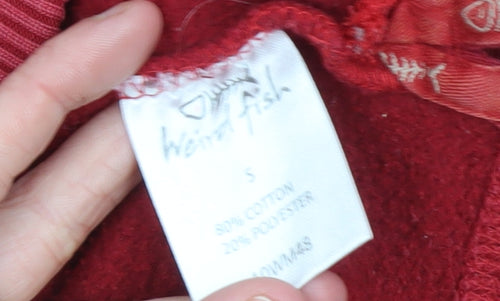 weird fish
S
80% COTTON
20% POLYESTER